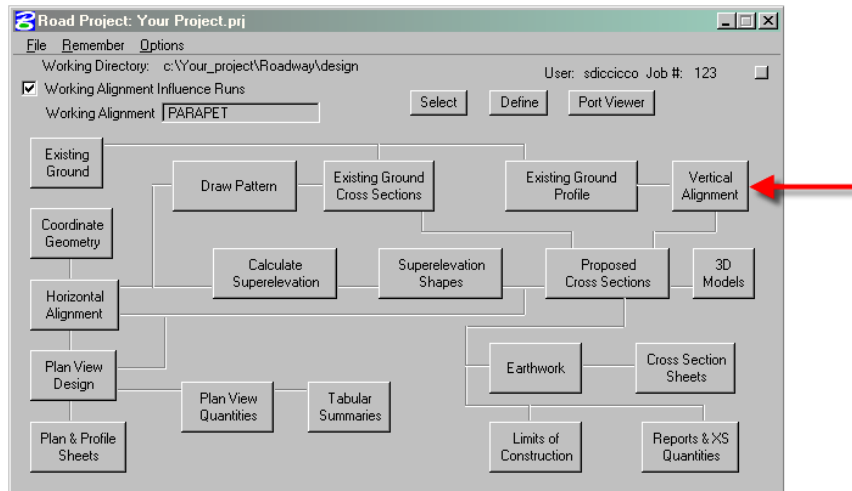 Road Project: Your Project.prj
File Remember Options
Working Directory: c:\Your_project\Roadway\design
User: sdiccicco Job #: 123
Working Alignment Influence Runs
Working Alignment PARAPET
Select
Define
Port Viewer
Existing
Ground
Draw Pattern
Existing Ground
Cross Sections
Existing Ground
Profile
Vertical
Alignment
Coordinate
Geometry
Calculate
Superelevation
Superelevation
Shapes
Proposed
Cross Sections
3D
Models
Horizontal
Alignment
Plan View
Design
Earthwork
Cross Section
Sheets
Plan View
Quantities
Tabular
Summaries
Plan & Profile
Sheets
Limits of
Construction
Reports & XS
Quantities